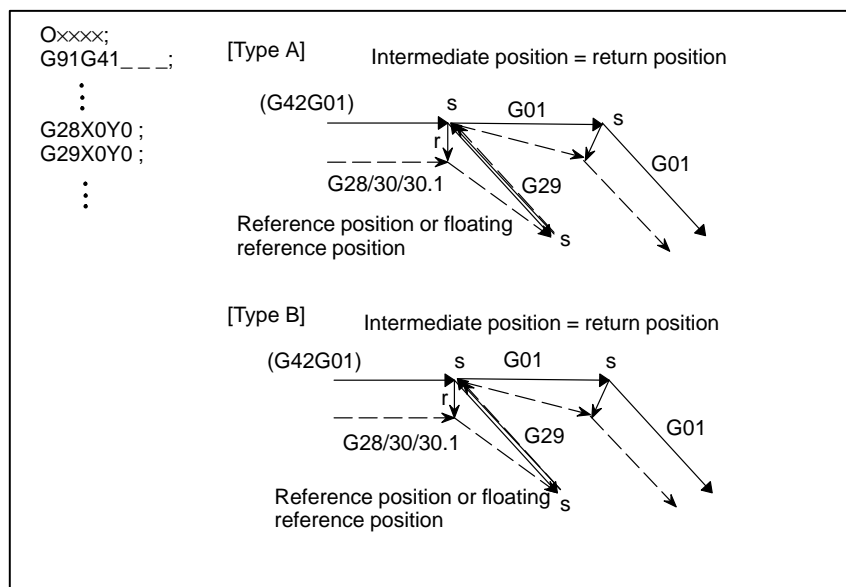 O××××;
G91G41_ _ _;
G28X0Y0 ;
G29X0Y0 ;
[Type A]
Intermediate position = return position
(G42G01)
s
G01
s
r
G01
G28/30/30.1
G29
Reference position or floating
reference position
s
[Type B]
Intermediate position = return position
(G42G01)
s
G01
s
r
G01
G28/30/30.1
G29
Reference position or floating
reference position
s